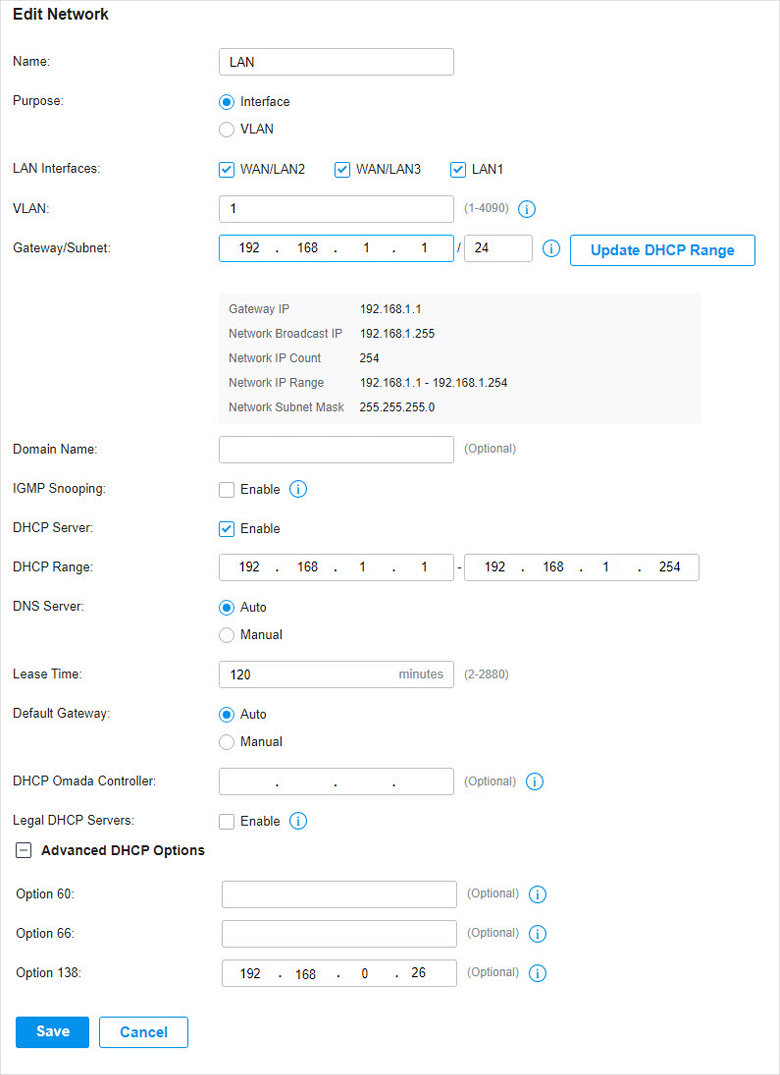 Edit Network
Name: LAN
Purpose: Interface
VLAN
LAN Interfaces: WAN/LAN2 WAN/LAN3 LAN1
VLAN: 1 (1-4090)
Gateway/Subnet: 192 . 168 . 1 . 1 / 24 Update DHCP Range
Gateway IP 192.168.1.1
Network Broadcast IP 192.168.1.255
Network IP Count 254
Network IP Range 192.168.1.1 - 192.168.1.254
Network Subnet Mask 255.255.255.0
Domain Name: (Optional)
IGMP Snooping: Enable
DHCP Server: Enable
DHCP Range: 192 . 168 . 1 . 1 - 192 . 168 . 1 . 254
DNS Server: Auto
Manual
Lease Time: 120 minutes (2-2880)
Default Gateway: Auto
Manual
DHCP Omada Controller: . . . (Optional)
Legal DHCP Servers: Enable
Advanced DHCP Options
Option 60: (Optional)
Option 66: (Optional)
Option 138: 192 . 168 . 0 . 26 (Optional)
Save Cancel